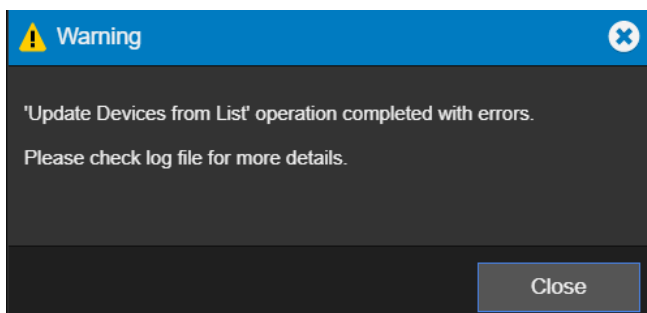 Warning
'Update Devices from List' operation completed with errors.
Please check log file for more details.
Close